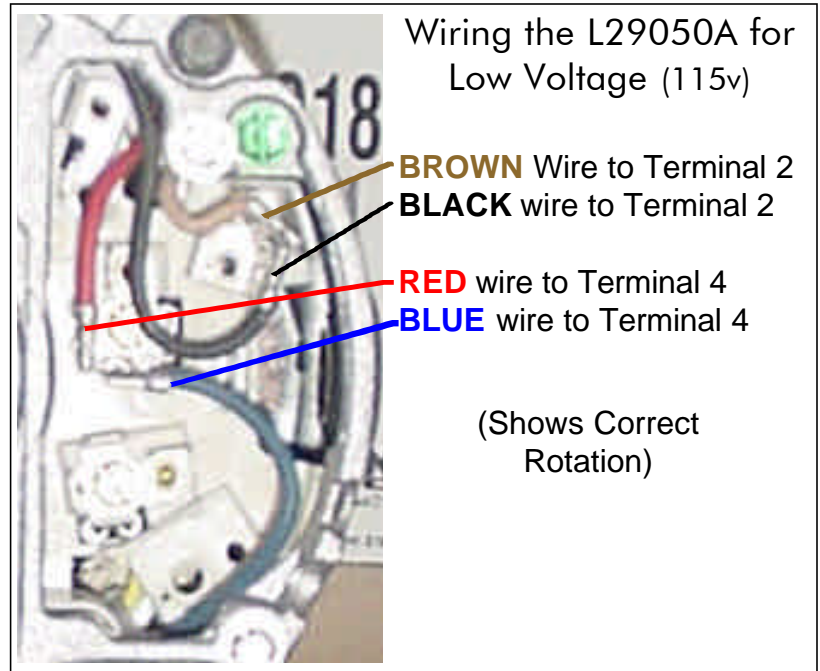 Wiring the L29050A for
Low Voltage (115v)
18
BROWN Wire to Terminal 2
BLACK wire to Terminal 2
RED wire to Terminal 4
BLUE wire to Terminal 4
(Shows Correct
Rotation)